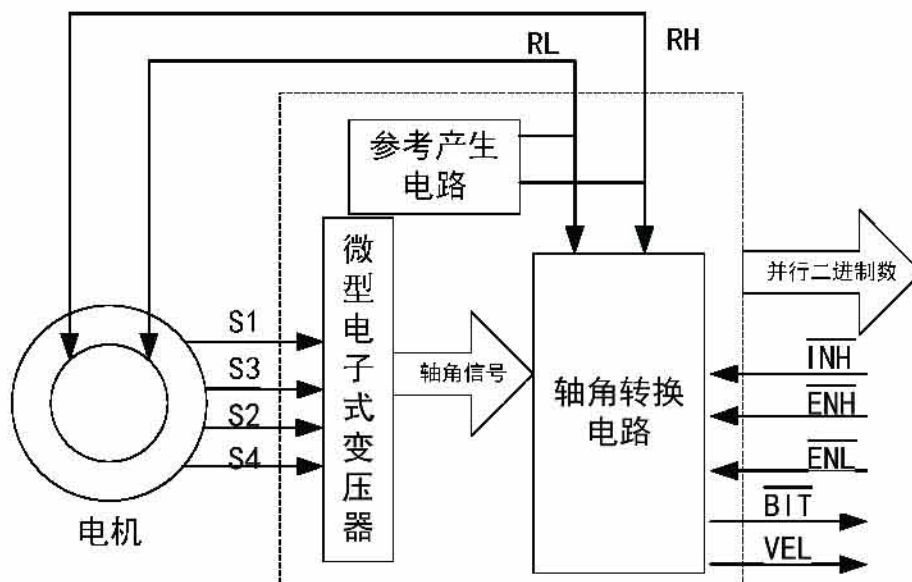 RL
RH
参考产生
电路
微型电子式变压器
S1
S3
S2
S4
轴角信号
轴角转换
电路
并行二进制数
INH
ENH
ENL
BIT
VEL
电机